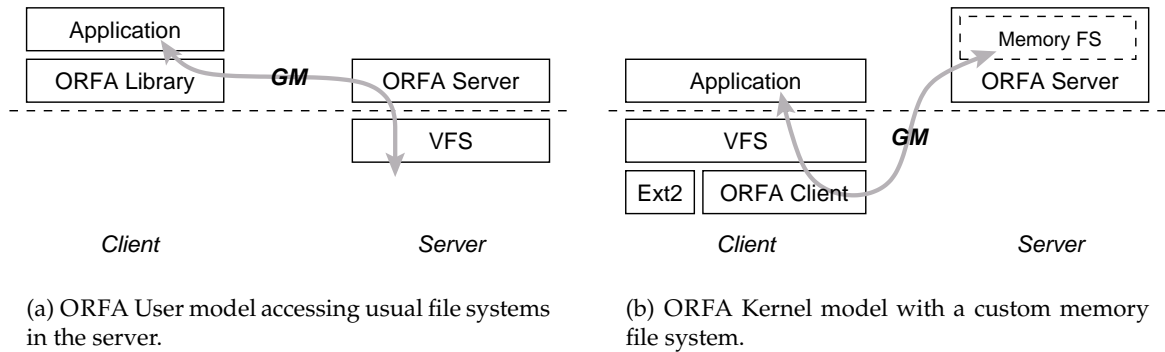 Application
ORFA Library
GM
ORFA Server
VFS
Client
Server
(a) ORFA User model accessing usual file systems
in the server.
Memory FS
ORFA Server
Application
GM
VFS
Ext2
ORFA Client
Client
Server
(b) ORFA Kernel model with a custom memory
file system.